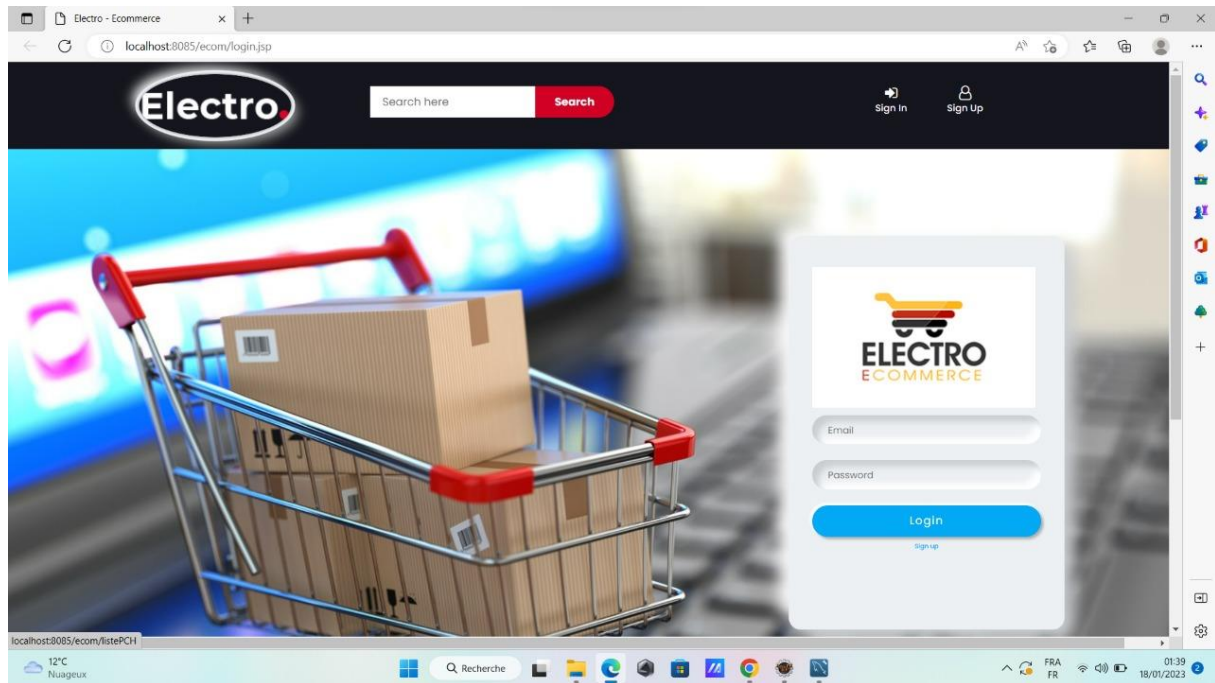 Electro - Ecommerce
localhost:8085/ecom/login.jsp
Electro.
Search here
Search
Sign In
Sign Up
ELECTRO
ECOMMERCE
Email
Password
Login
Sign up
localhost:8085/ecom/listePCH
12°C
Nuageux
Recherche
FRA
FR
01:39
18/01/2023
2